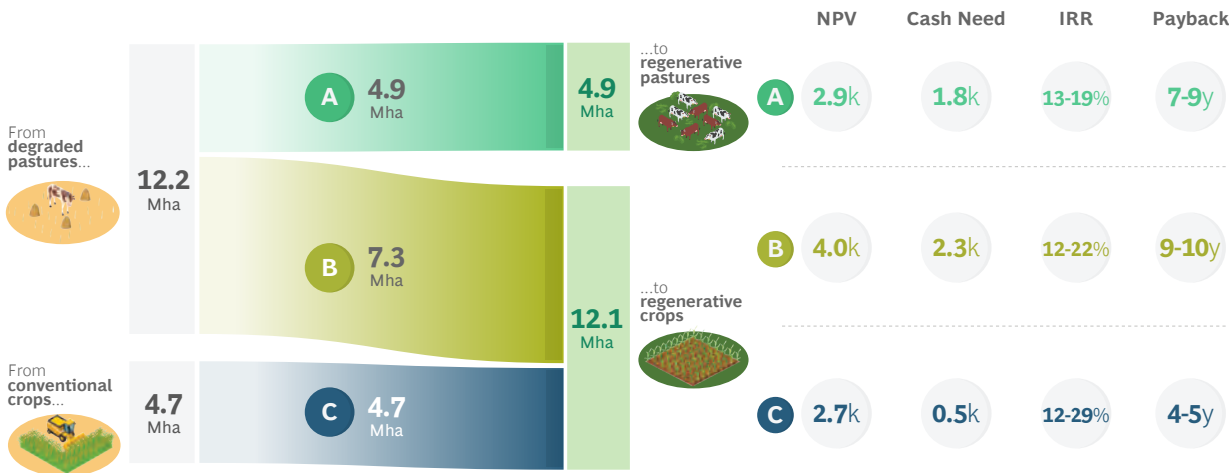 NPV Cash Need IRR Payback
From
degraded
pastures...
12.2
Mha
A
4.9
Mha
4.9
Mha
...to
regenerative
pastures
A 2.9k 1.8k 13-19% 7-9y
B
7.3
Mha
12.1
Mha
...to
regenerative
crops
B 4.0k 2.3k 12-22% 9-10y
From
conventional
crops...
4.7
Mha
C
4.7
Mha
C 2.7k 0.5k 12-29% 4-5y